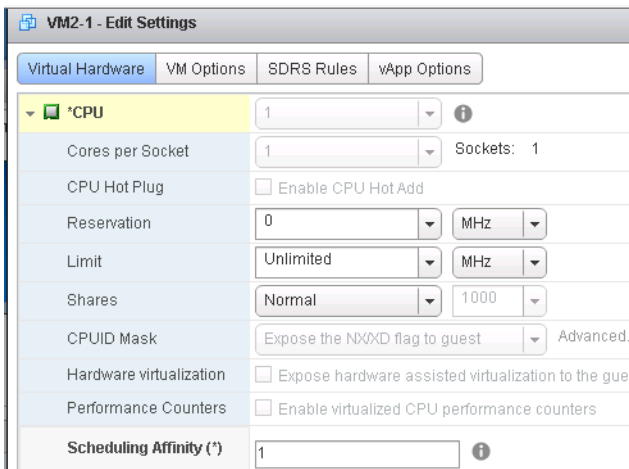 VM2-1 - Edit Settings
Virtual Hardware VM Options SDRS Rules vApp Options
*CPU 1
Cores per Socket 1 Sockets: 1
CPU Hot Plug Enable CPU Hot Add
Reservation 0 MHz
Limit Unlimited MHz
Shares Normal 1000
CPUID Mask Expose the NX/XD flag to guest Advanced.
Hardware virtualization Expose hardware assisted virtualization to the gue
Performance Counters Enable virtualized CPU performance counters
Scheduling Affinity (*) 1